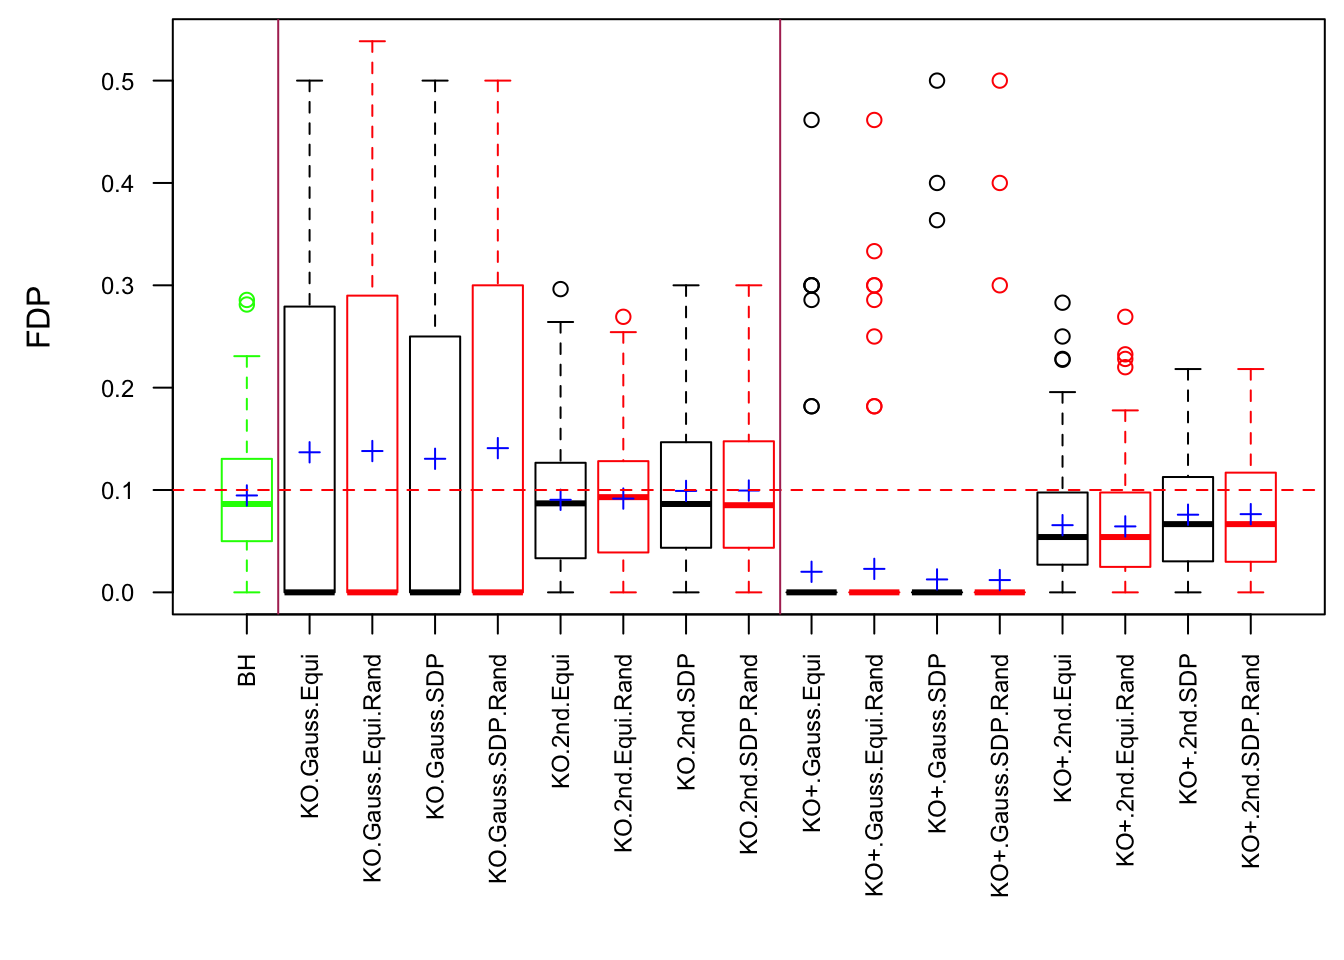 FDP
0.5
0.4
0.3
0.2
0.1
0.0
BH
KO.Gauss.Equi
KO.Gauss.Equi.Rand
KO.Gauss.SDP
KO.Gauss.SDP.Rand
KO.2nd.Equi
KO.2nd.Equi.Rand
KO.2nd.SDP
KO.2nd.SDP.Rand
KO+.Gauss.Equi
KO+.Gauss.Equi.Rand
KO+.Gauss.SDP
KO+.Gauss.SDP.Rand
KO+.2nd.Equi
KO+.2nd.Equi.Rand
KO+.2nd.SDP
KO+.2nd.SDP.Rand